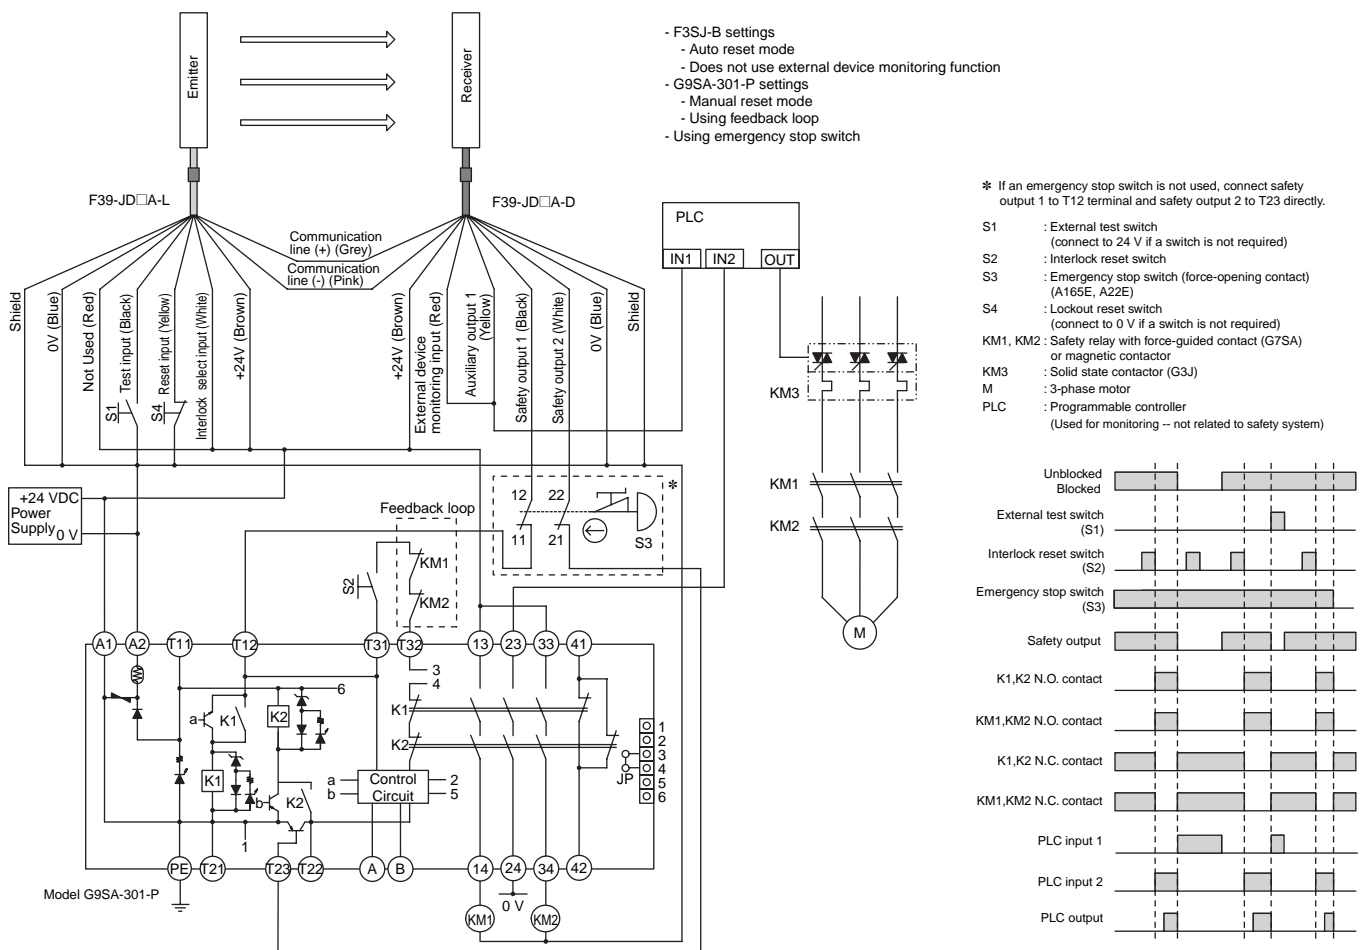 - F3SJ-B settings
- Auto reset mode
- Does not use external device monitoring function
- G9SA-301-P settings
- Manual reset mode
- Using feedback loop
- Using emergency stop switch
Emitter
Receiver
F39-JD□A-L
F39-JD□A-D
Communication
line (+) (Grey)
Communication
line (-) (Pink)
Shield
0V (Blue)
Not Used (Red)
Test input (Black)
Reset input (Yellow)
Interlock select input (White)
+24V (Brown)
+24V (Brown)
External device
monitoring input (Red)
Auxiliary output 1
(Yellow)
Safety output 1 (Black)
Safety output 2 (White)
0V (Blue)
Shield
S1
S4
PLC
IN1
IN2
OUT
KM3
KM1
KM2
M
✻ If an emergency stop switch is not used, connect safety
output 1 to T12 terminal and safety output 2 to T23 directly.
S1 : External test switch
(connect to 24 V if a switch is not required)
S2 : Interlock reset switch
S3 : Emergency stop switch (force-opening contact)
(A165E, A22E)
S4 : Lockout reset switch
(connect to 0 V if a switch is not required)
KM1, KM2 : Safety relay with force-guided contact (G7SA)
or magnetic contactor
KM3 : Solid state contactor (G3J)
M : 3-phase motor
PLC : Programmable controller
(Used for monitoring -- not related to safety system)
+24 VDC
Power
Supply
0 V
Feedback loop
KM1
KM2
S2
12
22
11
21
S3
✻
A1
A2
T11
T12
T31
T32
13
23
33
41
3
4
6
a
K1
K2
K1
K2
K1
b
K2
a
b
Control
Circuit
2
5
1
JP
1
2
3
4
5
6
PE
T21
T23
T22
A
B
14
24
34
42
0 V
KM1
KM2
Model G9SA-301-P
Unblocked
Blocked
External test switch
(S1)
Interlock reset switch
(S2)
Emergency stop switch
(S3)
Safety output
K1,K2 N.O. contact
KM1,KM2 N.O. contact
K1,K2 N.C. contact
KM1,KM2 N.C. contact
PLC input 1
PLC input 2
PLC output